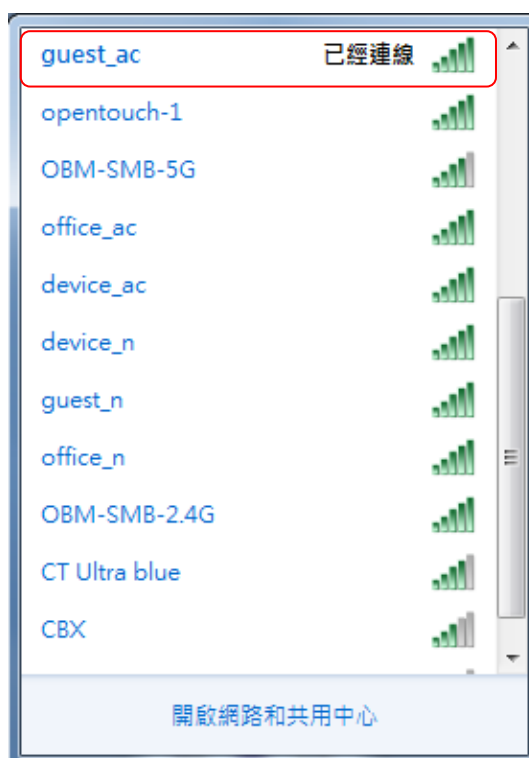 guest_ac 已經連線
opentouch-1
OBM-SMB-5G
office_ac
device_ac
device_n
guest_n
office_n
OBM-SMB-2.4G
CT Ultra blue
CBX
開啟網路和共用中心